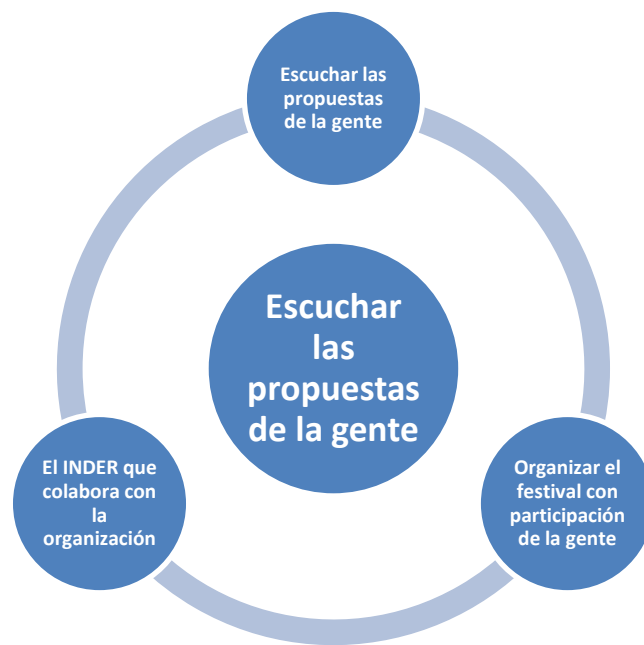 Escuchar las
propuestas
de la gente
Escuchar
las
propuestas
de la gente
El INDER que
colabora con
la
organización
Organizar el
festival con
participación
de la gente